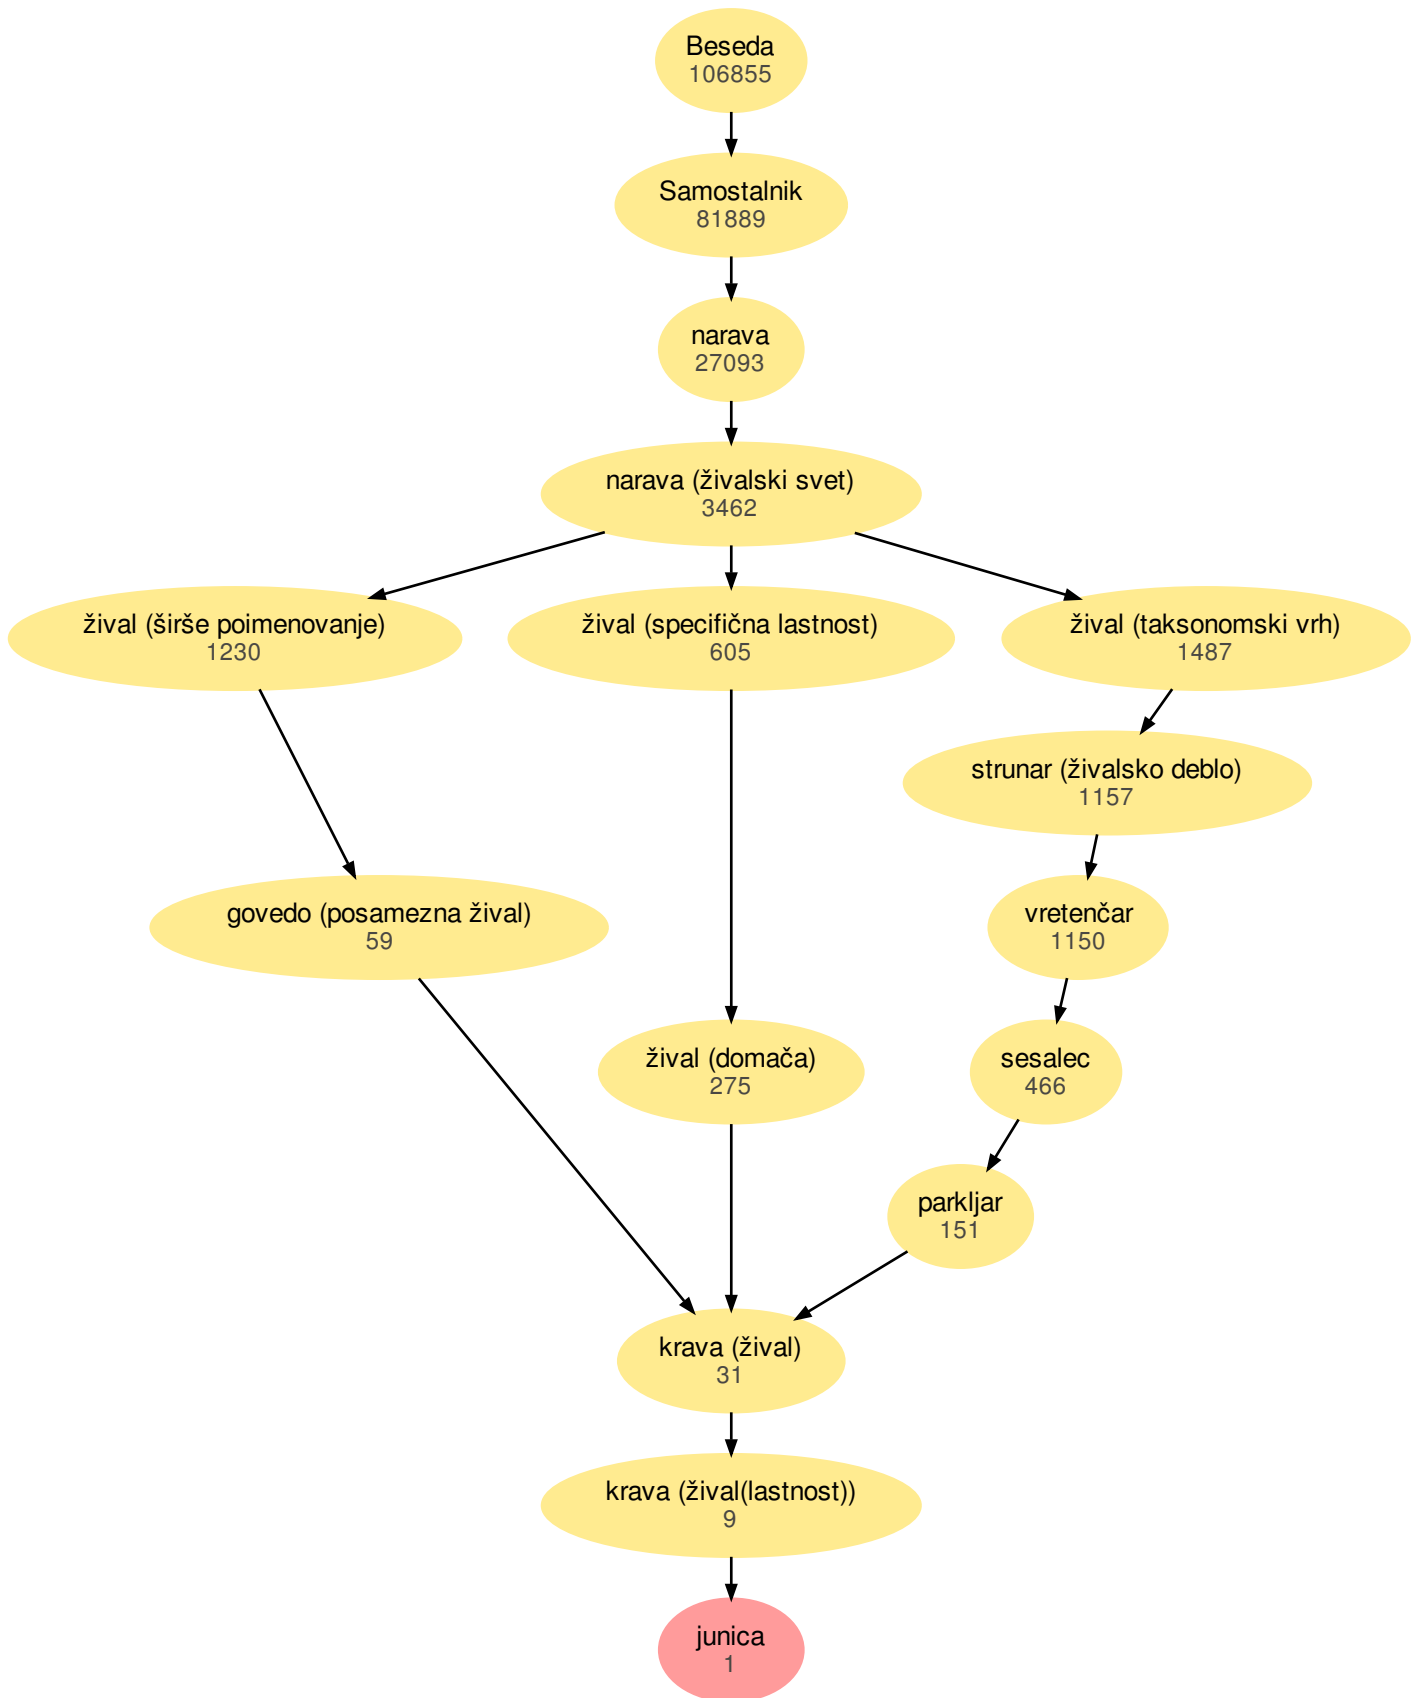 Beseda
106855
Samostalnik
81889
narava
27093
narava (živalski svet)
3462
žival (širše poimenovanje)
1230
žival (specifična lastnost)
605
žival (taksonomski vrh)
1487
strunar (živalsko deblo)
1157
govedo (posamezna žival)
59
vretenčar
1150
žival (domača)
275
sesalec
466
parkljar
151
krava (žival)
31
krava (žival(lastnost))
9
junica
1